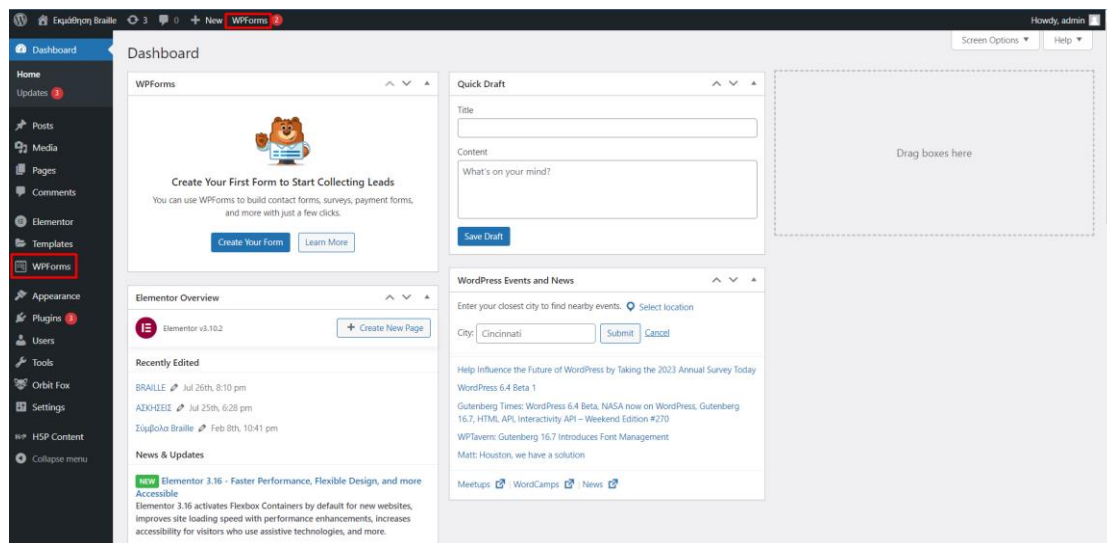 Εκμάθηση Braille 3 0 + New WPForms 2 Howdy, admin
Dashboard
Home
Updates 3
Posts
Media
Pages
Comments
Elementor
Templates
WPForms
Appearance
Plugins 3
Users
Tools
Orbit Fox
Settings
H5P Content
Collapse menu
Screen Options ▼ Help ▼
Dashboard
WPForms
Create Your First Form to Start Collecting Leads
You can use WPForms to build contact forms, surveys, payment forms,
and more with just a few clicks.
Create Your Form Learn More
Elementor Overview
Elementor v3.10.2 + Create New Page
Recently Edited
BRAILLE Jul 26th, 8:10 pm
ΑΣΚΗΣΕΙΣ Jul 25th, 6:28 pm
Σύμβολα Braille Feb 8th, 10:41 pm
News & Updates
NEW Elementor 3.16 - Faster Performance, Flexible Design, and more
Accessible
Elementor 3.16 activates Flexbox Containers by default for new websites,
improves site loading speed with performance enhancements, increases
accessibility for visitors who use assistive technologies, and more.
Quick Draft
Title
Content
What's on your mind?
Save Draft
WordPress Events and News
Enter your closest city to find nearby events. Select location
City: Cincinnati Submit Cancel
Help Influence the Future of WordPress by Taking the 2023 Annual Survey Today
WordPress 6.4 Beta 1
Gutenberg Times: WordPress 6.4 Beta, NASA now on WordPress, Gutenberg
16.7, HTML API, Interactivity API – Weekend Edition #270
WPTavern: Gutenberg 16.7 Introduces Font Management
Matt: Houston, we have a solution
Meetups | WordCamps | News
Drag boxes here